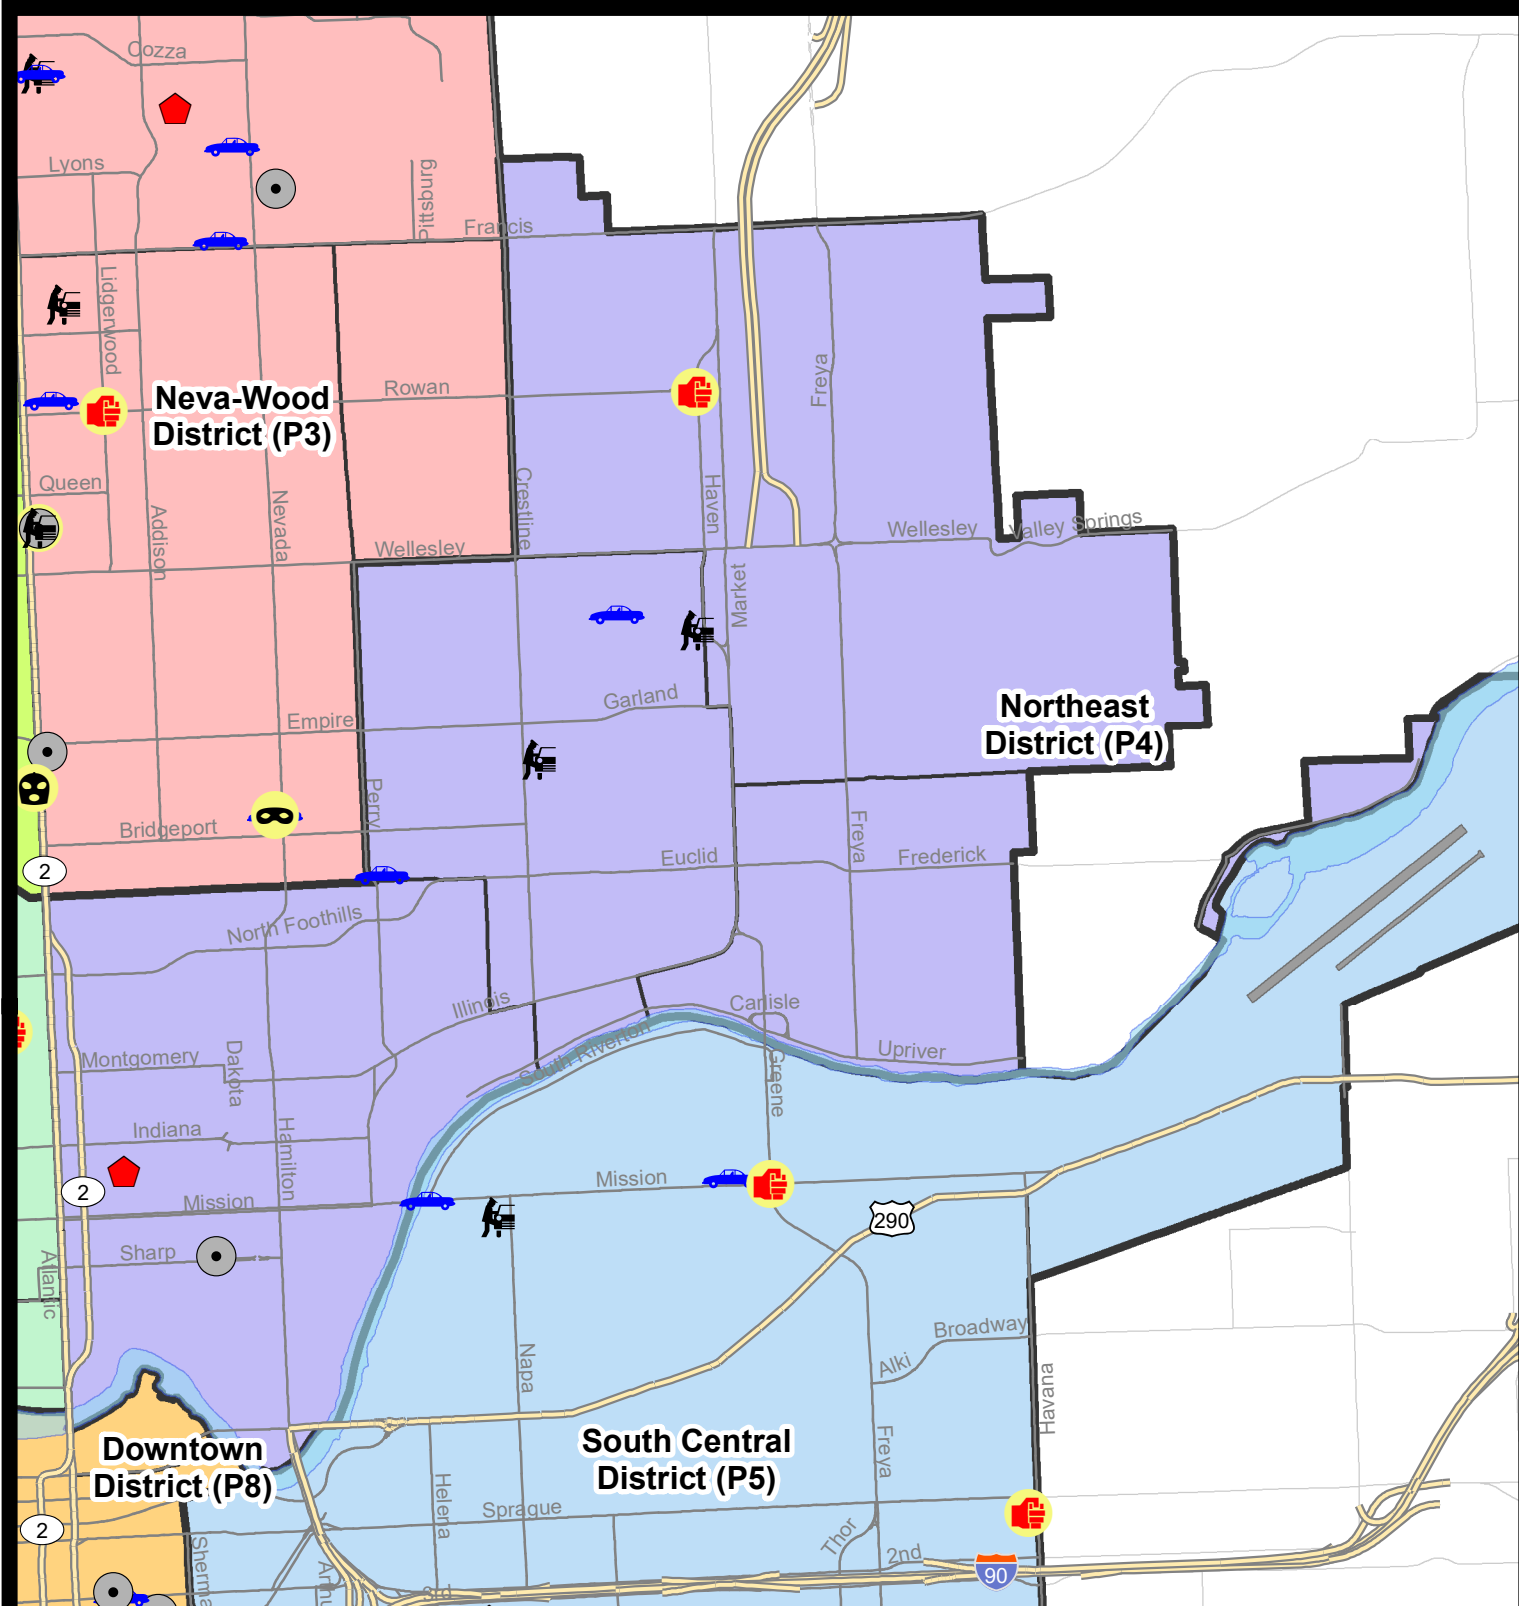 Cozza
Lyons
Pittsburg
Francis
Lidgerwood
Neva-Wood
District (P3)
Rowan
Freya
Queen
Addison
Nevada
Crestline
Haven
Wellesley
Wellesley
Valley Springs
Market
Garland
Northeast
District (P4)
Empire
Perry
Bridgeport
Freya
Euclid
Frederick
2
North Foothills
Illinois
Carlisle
South Riverton
Upriver
Montgomery
Dakota
Greene
Indiana
Hamilton
Mission
Mission
2
290
Sharp
Atlantic
Napa
Broadway
Alki
Havana
Downtown
District (P8)
South Central
District (P5)
Freya
Helena
Sprague
2
Thor
2nd
90
3rd